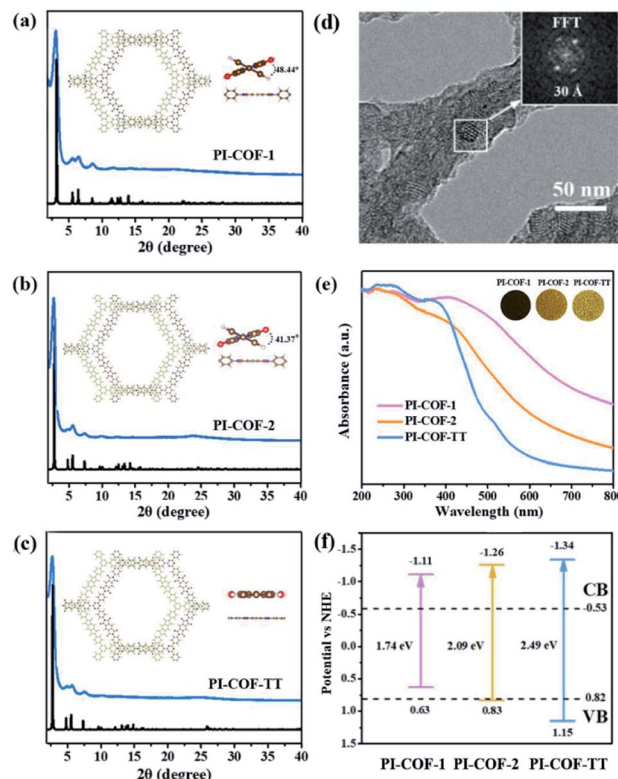 (a)
48.44°
PI-COF-1
5 10 15 20 25 30 35 40
2θ (degree)
(b)
41.37°
PI-COF-2
5 10 15 20 25 30 35 40
2θ (degree)
(c)
PI-COF-TT
5 10 15 20 25 30 35 40
2θ (degree)
(d)
FFT
30 Å
50 nm
(e)
PI-COF-1 PI-COF-2 PI-COF-TT
Absorbance (a.u.)
PI-COF-1
PI-COF-2
PI-COF-TT
200 300 400 500 600 700 800
Wavelength (nm)
(f)
Potential vs NHE
-1.5
-1.0
-0.5
0.0
0.5
1.0
1.5
-1.11 -1.26 -1.34
CB
-0.53
1.74 eV 2.09 eV 2.49 eV
0.82
0.63 0.83 VB
1.15
PI-COF-1 PI-COF-2 PI-COF-TT